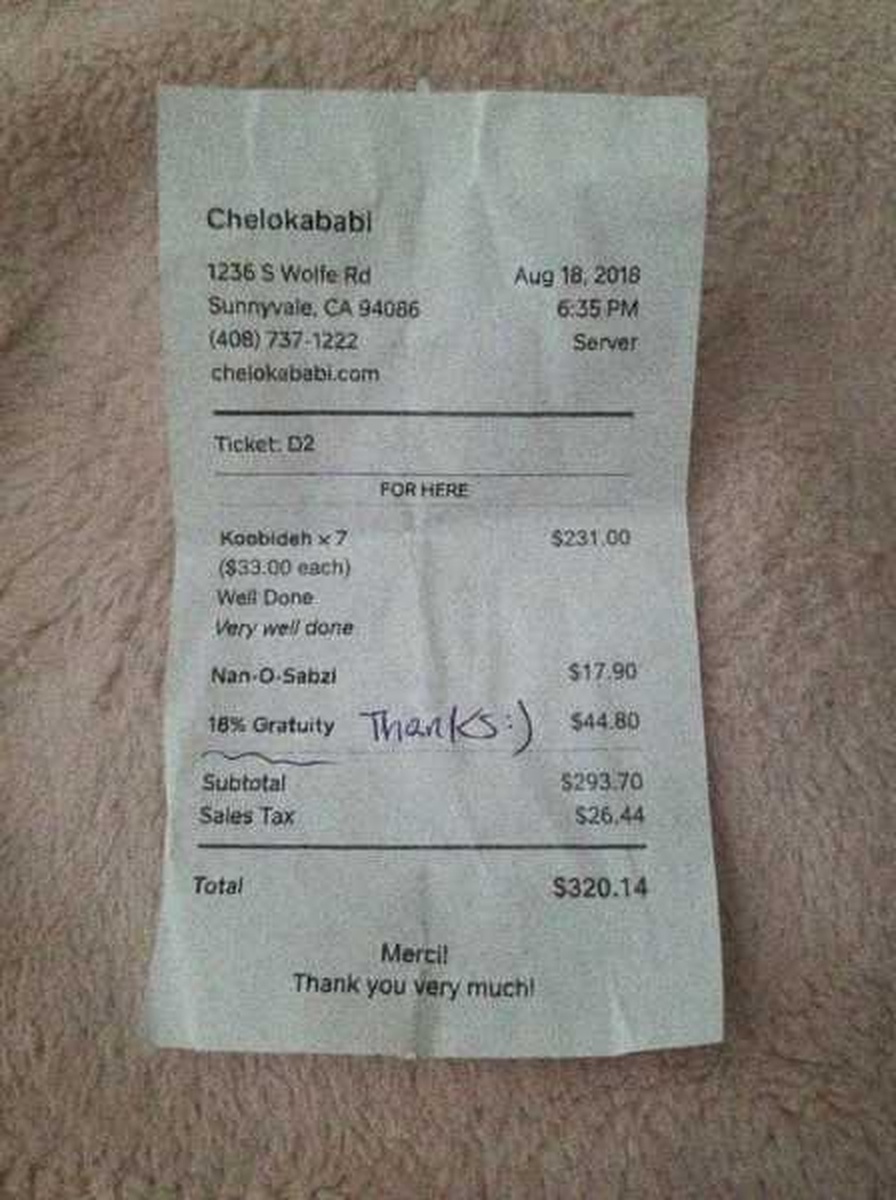 Chelokababi
1236 S Wolfe Rd
Aug 18, 2018
Sunnyvale, CA 94086
6:35 PM
(408) 737-1222
Server
chelokababi.com
Ticket: D2
FOR HERE
Koobideh x 7 $231.00
($33.00 each)
Well Done
Very well done
Nan-O-Sabzi $17.90
18% Gratuity Thanks:) $44.80
Subtotal $293.70
Sales Tax $26.44
Total $320.14
Merci!
Thank you very much!